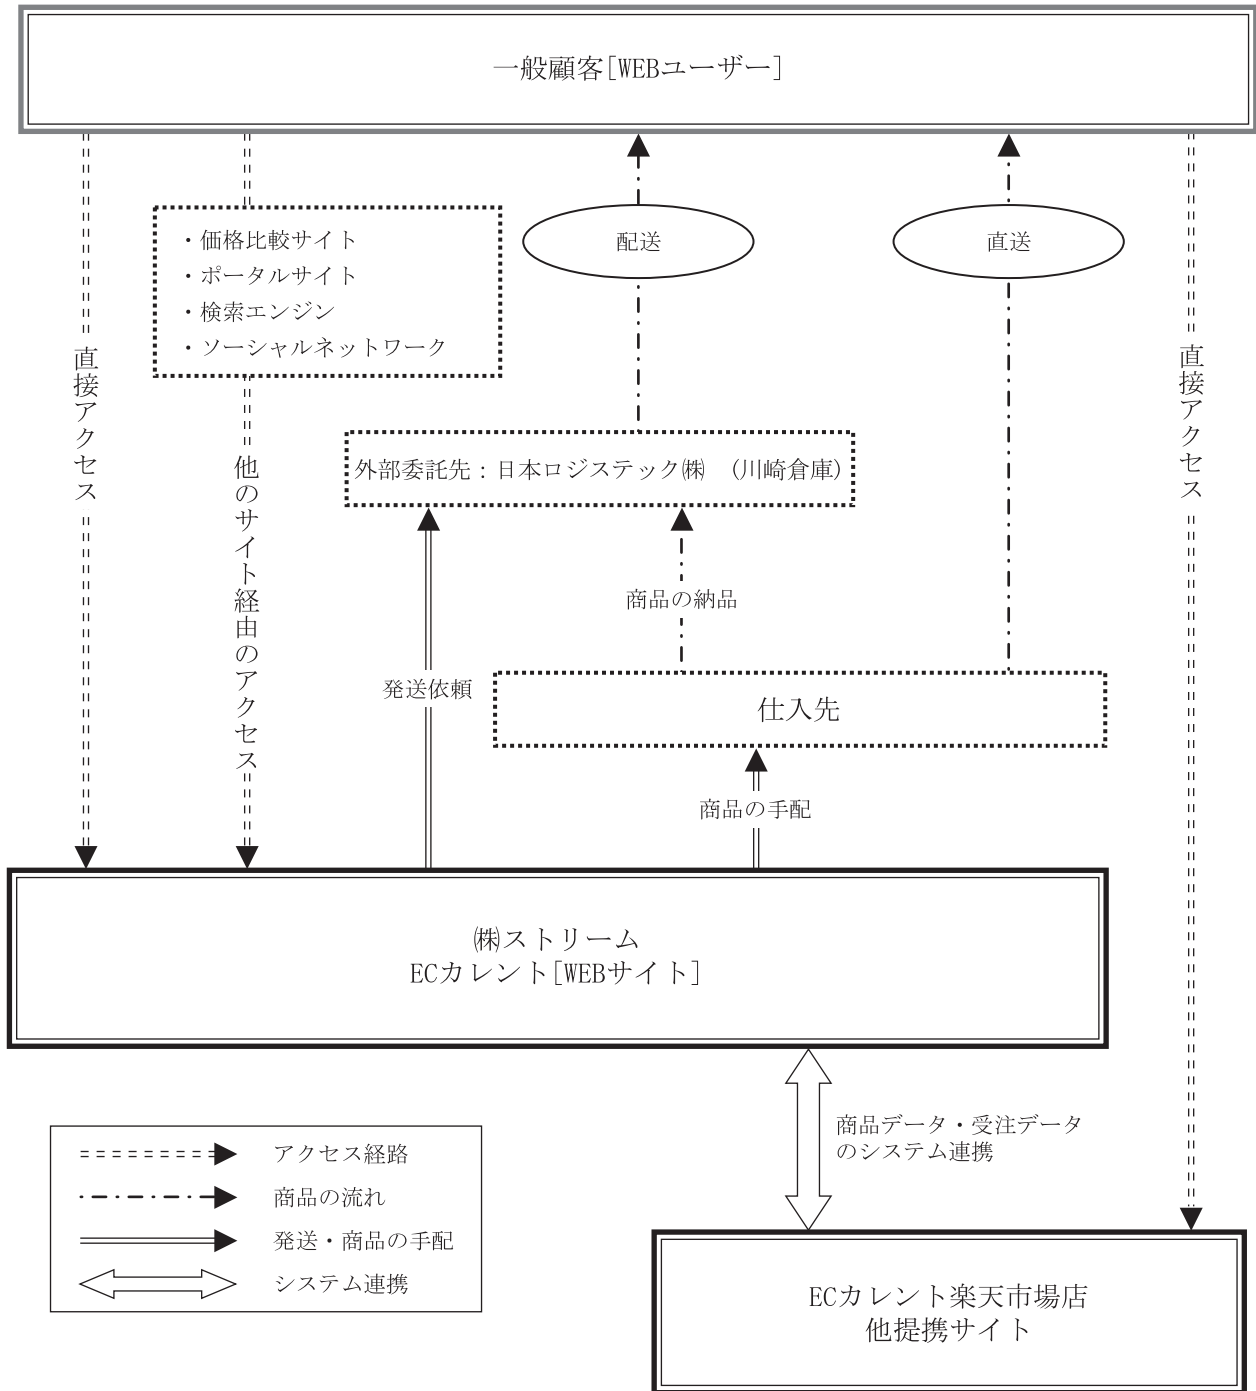 一般顧客[WEBユーザー]
・価格比較サイト
・ポータルサイト
・検索エンジン
・ソーシャルネットワーク
配送
直送
直接アクセス
他のサイト経由のアクセス
直接アクセス
外部委託先：日本ロジステック㈱　（川崎倉庫）
商品の納品
発送依頼
仕入先
商品の手配
㈱ストリーム
ECカレント[WEBサイト]
商品データ・受注データ
のシステム連携
アクセス経路
商品の流れ
発送・商品の手配
システム連携
ECカレント楽天市場店
他提携サイト